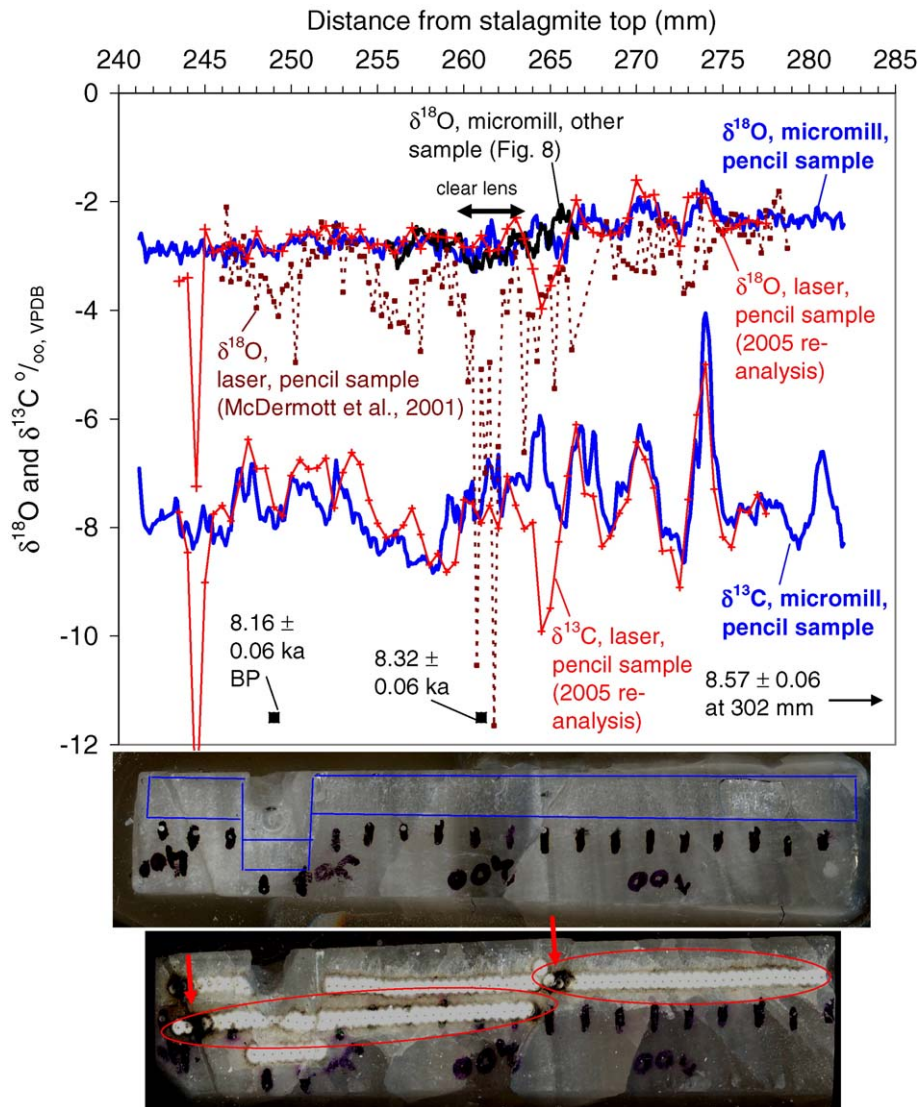 Distance from stalagmite top (mm)
240 245 250 255 260 265 270 275 280 285
0
-2
-4
-6
-8
-10
-12
δ¹⁸O and δ¹³C ⁰/₀₀, VPDB
δ¹⁸O, micromill, other
sample (Fig. 8)
clear lens
δ¹⁸O, micromill,
pencil sample
δ¹⁸O,
laser, pencil sample
(McDermott et al., 2001)
δ¹⁸O, laser,
pencil sample
(2005 re-
analysis)
8.16 ±
0.06 ka
BP
8.32 ±
0.06 ka
δ¹³C, laser,
pencil sample
(2005 re-
analysis)
δ¹³C, micromill,
pencil sample
8.57 ± 0.06
at 302 mm